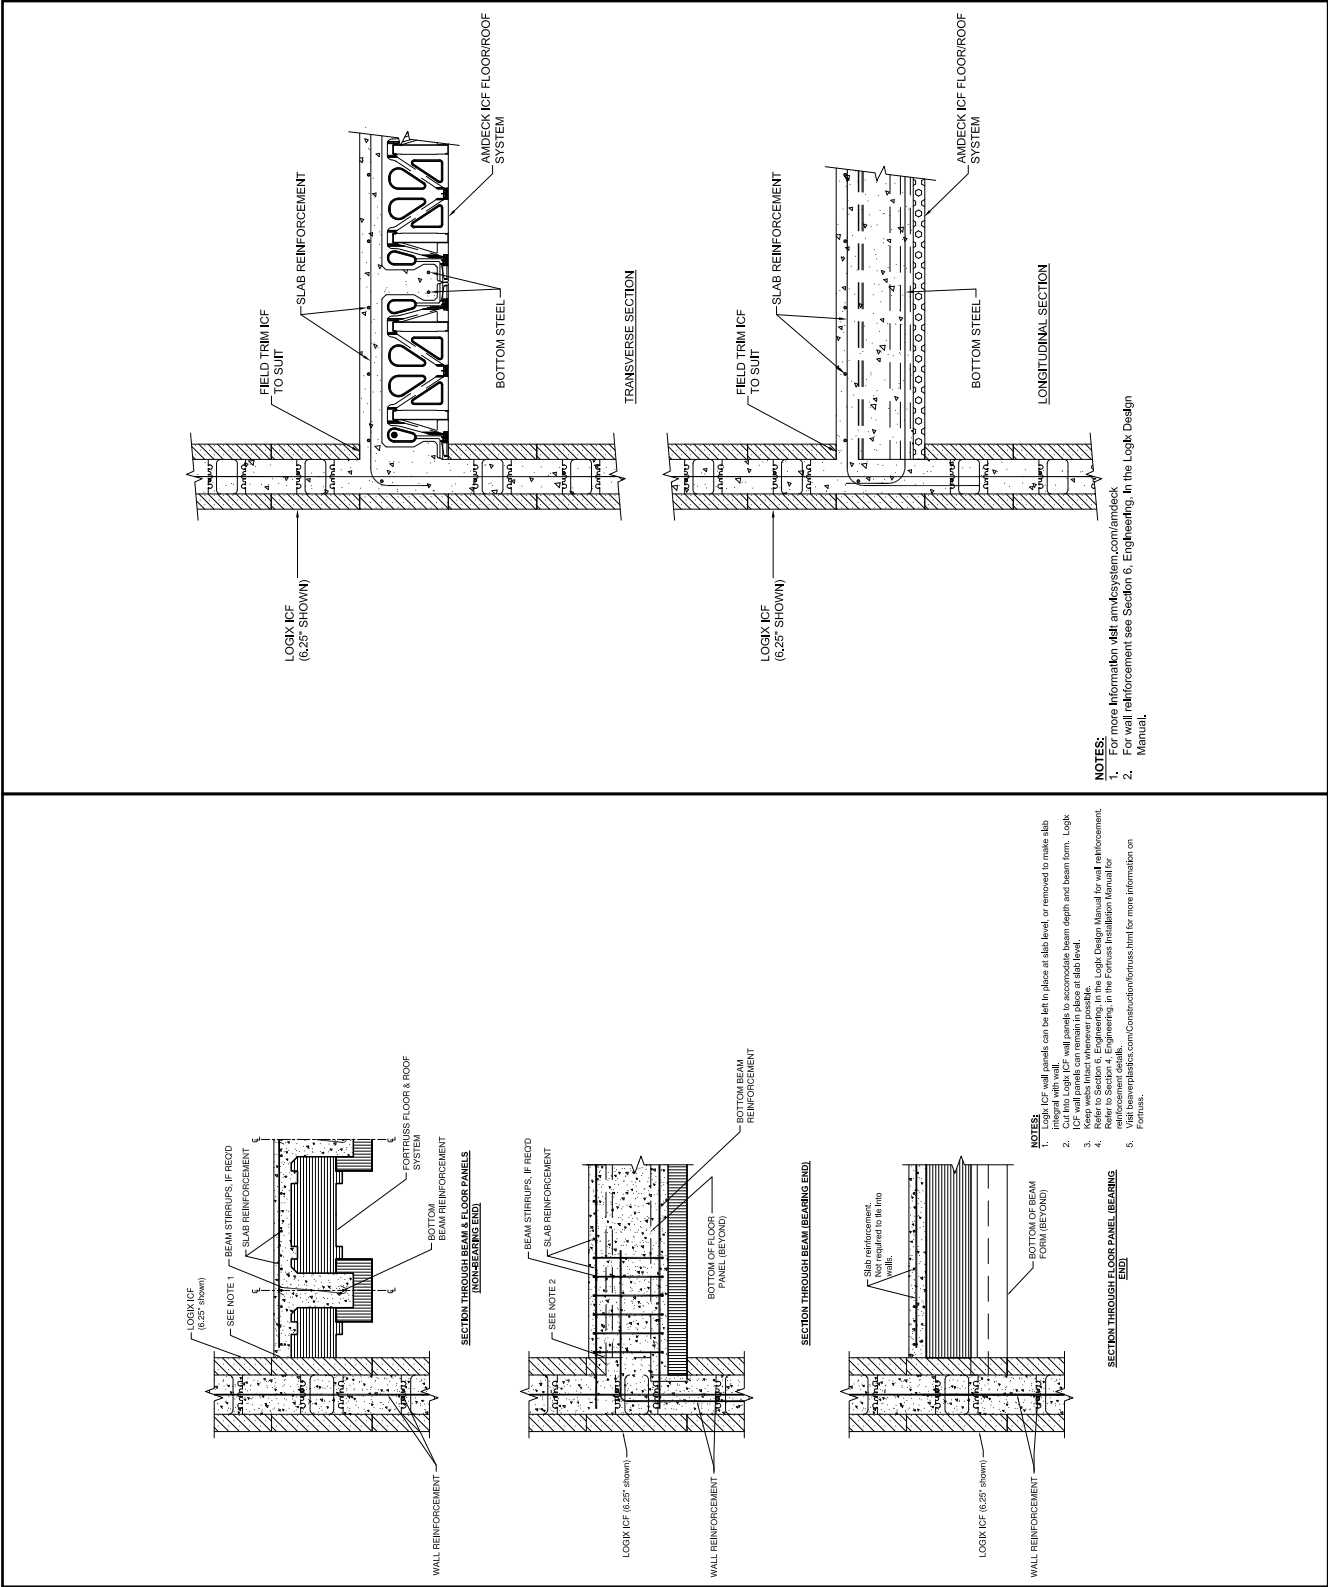 LOGIX ICF
(6.25" shown)
SEE NOTE 1
BEAM STIRRUPS, IF REQ'D
SLAB REINFORCEMENT
FORTRUSS FLOOR & ROOF
SYSTEM
BOTTOM
BEAM RIENFORCEMENT
WALL REINFORCEMENT
SECTION THROUGH BEAM & FLOOR PANELS
(NON-BEARING END)
SEE NOTE 2
BEAM STIRRUPS, IF REQ'D
SLAB REINFORCEMENT
BOTTOM BEAM
REINFORCEMENT
BOTTOM OF FLOOR
PANEL (BEYOND)
LOGIX ICF (6.25" shown)
WALL REINFORCEMENT
SECTION THROUGH BEAM (BEARING END)
Slab reinforcement.
Not required to tie into
walls.
BOTTOM OF BEAM
FORM (BEYOND)
LOGIX ICF (6.25" shown)
WALL REINFORCEMENT
SECTION THROUGH FLOOR PANEL (BEARING
END)
NOTES:
1. Logix ICF wall panels can be left in place at slab level, or removed to make slab
integral with wall.
2. Cut into Logix ICF wall panels to accomodate beam depth and beam form. Logix
ICF wall panels can remain in place at slab level.
3. Keep webs intact whenever possible.
4. Refer to Section 6, Engineering, in the Logix Design Manual for wall reinforcement.
Refer to Section 4, Engineering, in the Fortruss Installation Manual for
reinforcement details.
5. Visit beaverplastics.com/Construction/fortruss.html for more information on
Fortruss.
LOGIX ICF
(6.25" SHOWN)
FIELD TRIM ICF
TO SUIT
SLAB REINFORCEMENT
AMDECK ICF FLOOR/ROOF
SYSTEM
BOTTOM STEEL
TRANSVERSE SECTION
LOGIX ICF
(6.25" SHOWN)
FIELD TRIM ICF
TO SUIT
SLAB REINFORCEMENT
AMDECK ICF FLOOR/ROOF
SYSTEM
BOTTOM STEEL
LONGITUDINAL SECTION
NOTES:
1. For more information visit amvicsystem.com/amdeck
2. For wall reinforcement see Section 6, Engineering, in the Logix Design
Manual.